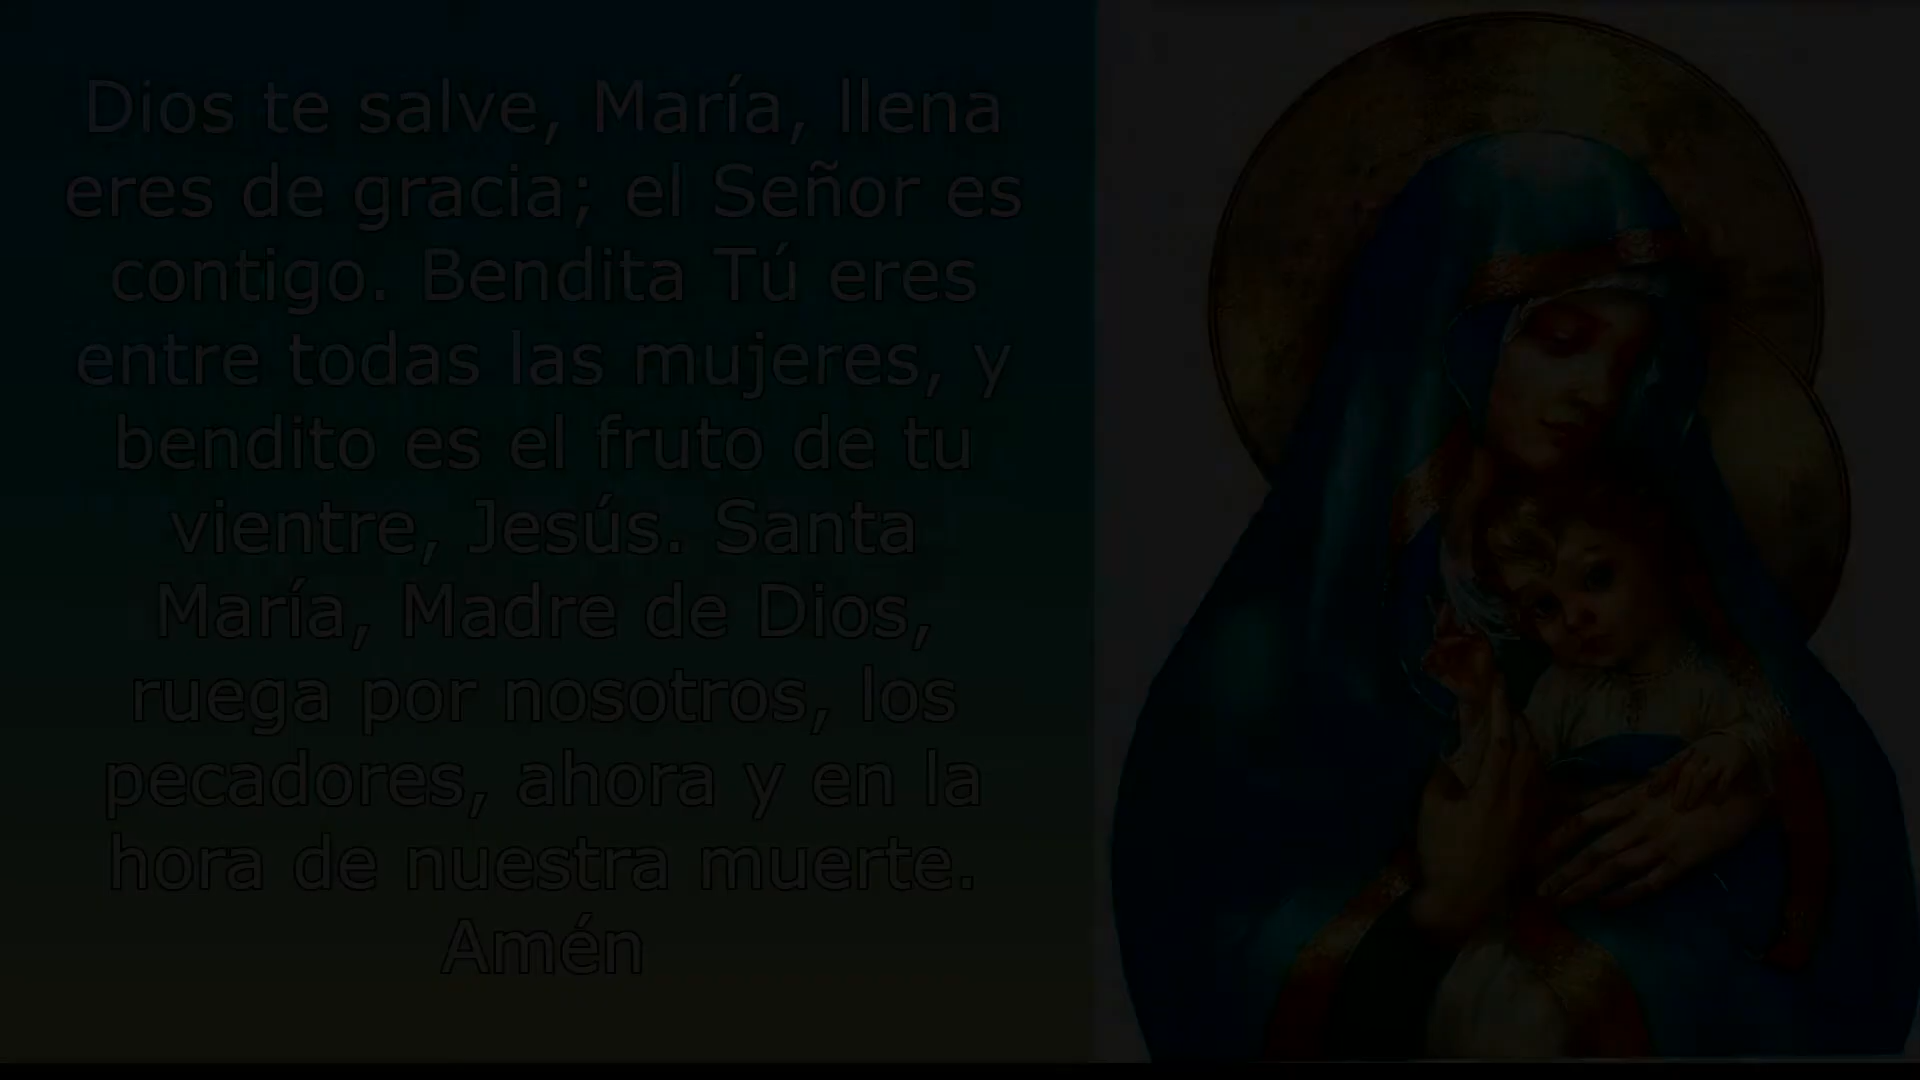 Dios te salve, María, llena
eres de gracia; el Señor es
contigo. Bendita Tú eres
entre todas las mujeres, y
bendito es el fruto de tu
vientre, Jesús. Santa
María, Madre de Dios,
ruega por nosotros, los
pecadores, ahora y en la
hora de nuestra muerte.
Amén